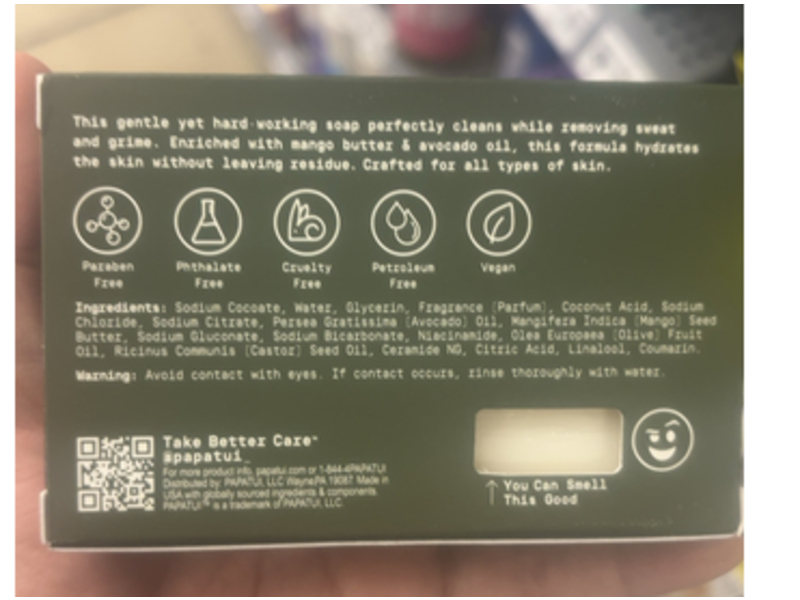 This gentle yet hard-working soap perfectly cleans while removing sweat
and grime. Enriched with mango butter & avocado oil, this formula hydrates
the skin without leaving residue. Crafted for all types of skin.
Paraben
Free
Phthalate
Free
Cruelty
Free
Petroleum
Free
Vegan
Ingredients: Sodium Cocoate, Water, Glycerin, Fragrance (Parfum), Coconut Acid, Sodium
Chloride, Sodium Citrate, Persea Gratissima (Avocado) Oil, Mangifera Indica (Mango) Seed
Butter, Sodium Gluconate, Sodium Bicarbonate, Niacinamide, Olea Europaea (Olive) Fruit
Oil, Ricinus Communis (Castor) Seed Oil, Ceramide NG, Citric Acid, Linalool, Coumarin.
Warning: Avoid contact with eyes. If contact occurs, rinse thoroughly with water.
Take Better Care™
@papatui_
For more product info, papatui.com or 1-844-4PAPATUI
Distributed by: PAPATUI, LLC Wayne,PA 19087. Made in
USA with globally sourced ingredients & components.
PAPATUI™ is a trademark of PAPATUI, LLC.
↑ You Can Smell
This Good